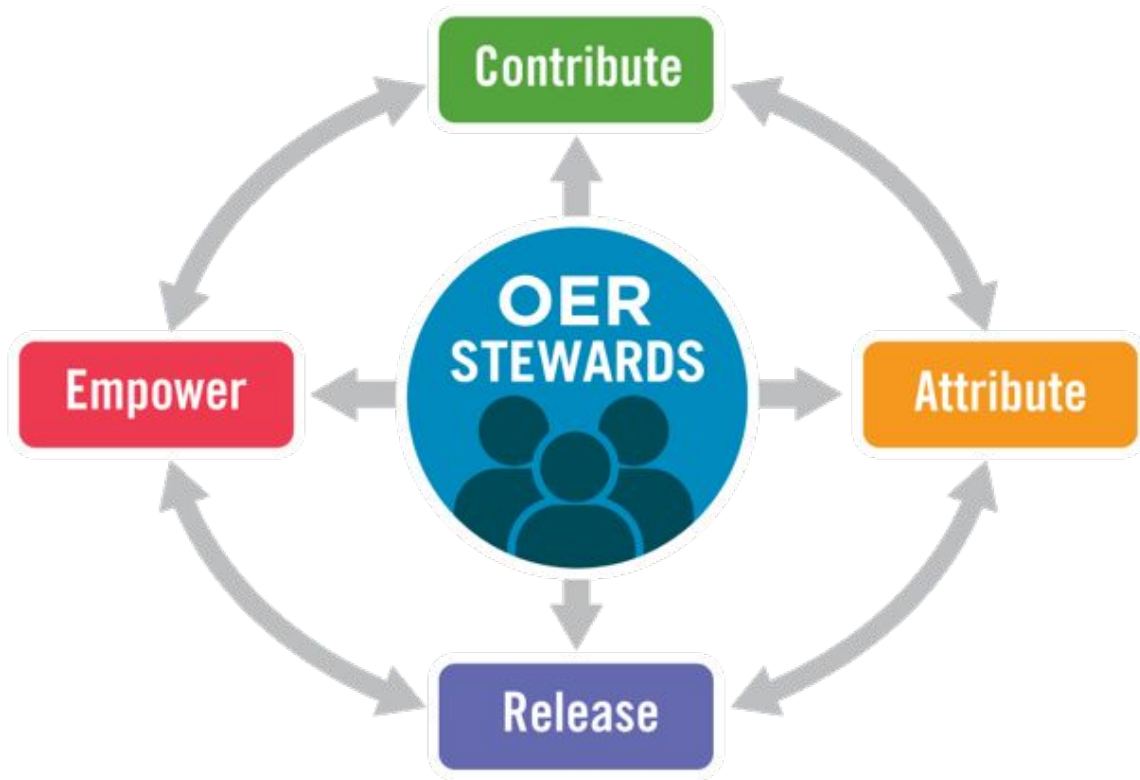 Contribute
OER
STEWARDS
Empower
Attribute
Release